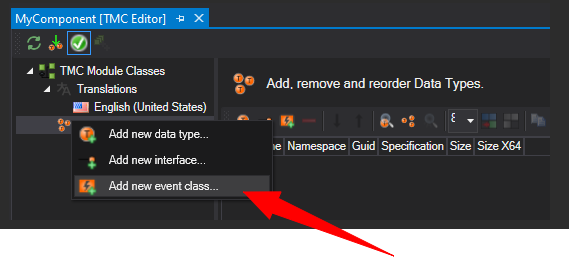 MyComponent [TMC Editor]
TMC Module Classes
Translations
English (United States)
Add, remove and reorder Data Types.
Add new data type...
Add new interface...
Add new event class...
Namespace Guid Specification Size Size X64